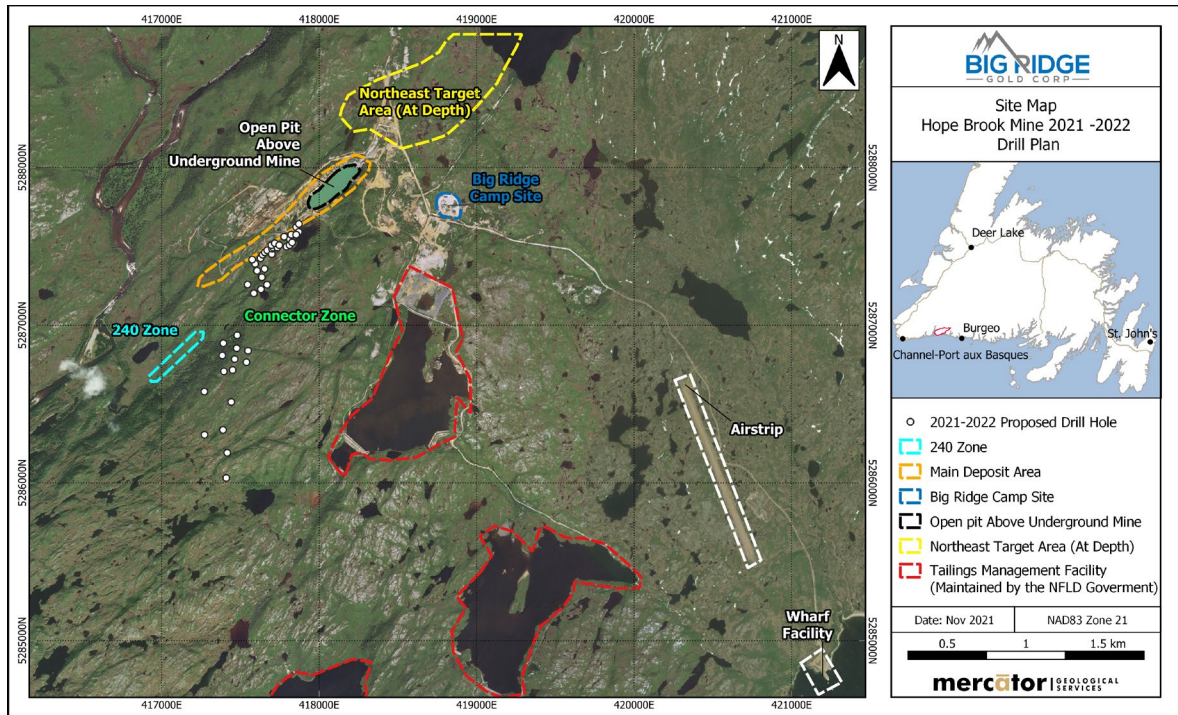 417000E
418000E
419000E
420000E
421000E
N
Northeast Target
Area (At Depth)
Open Pit
Above
Underground Mine
Big Ridge
Camp Site
5288000N
5288000N
Connector Zone
240 Zone
5287000N
5287000N
Airstrip
5286000N
5286000N
Wharf
Facility
5285000N
5285000N
417000E
418000E
419000E
420000E
421000E
BIG RIDGE
GOLD CORP
Site Map
Hope Brook Mine 2021 -2022
Drill Plan
Deer Lake
Burgeo
St. John's
Channel-Port aux Basques
2021-2022 Proposed Drill Hole
240 Zone
Main Deposit Area
Big Ridge Camp Site
Open pit Above Underground Mine
Northeast Target Area (At Depth)
Tailings Management Facility
(Maintained by the NFLD Goverment)
Date: Nov 2021
NAD83 Zone 21
0.5 1 1.5 km
mercator GEOLOGICAL
SERVICES